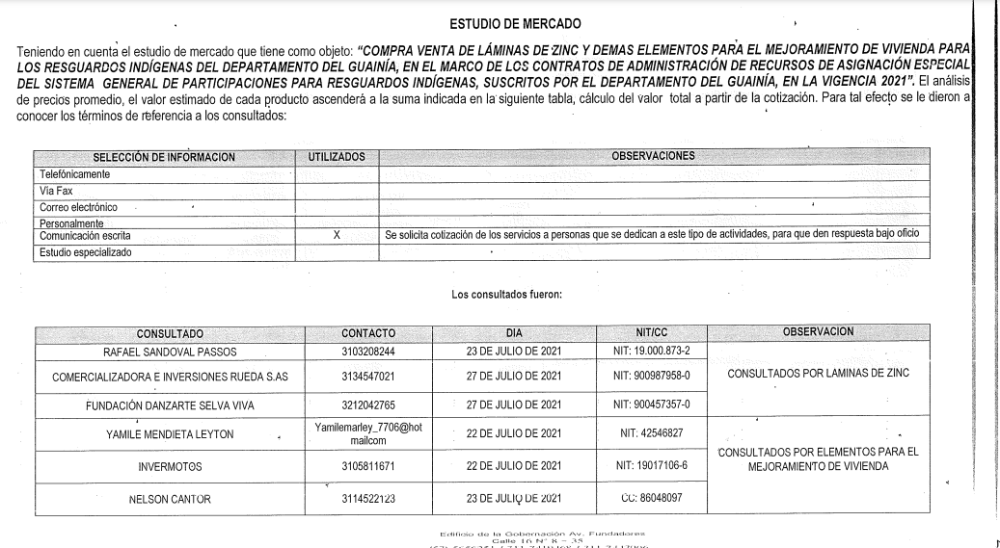 ESTUDIO DE MERCADO
Teniendo en cuenta el estudio de mercado que tiene como objeto: “COMPRA VENTA DE LÁMINAS DE ZINC Y DEMAS ELEMENTOS PARA EL MEJORAMIENTO DE VIVIENDA PARA
LOS RESGUARDOS INDÍGENAS DEL DEPARTAMENTO DEL GUAINÍA, EN EL MARCO DE LOS CONTRATOS DE ADMINISTRACIÓN DE RECURSOS DE ASIGNACIÓN ESPECIAL
DEL SISTEMA GENERAL DE PARTICIPACIONES PARA RESGUARDOS INDÍGENAS, SUSCRITOS POR EL DEPARTAMENTO DEL GUAINÍA, EN LA VIGENCIA 2021”. El análisis
de precios promedio, el valor estimado de cada producto ascenderá a la suma indicada en la siguiente tabla, cálculo del valor total a partir de la cotización. Para tal efecto se le dieron a
conocer los términos de referencia a los consultados:
SELECCIÓN DE INFORMACION UTILIZADOS OBSERVACIONES
Telefónicamente
Vía Fax
Correo electrónico
Personalmente
Comunicación escrita X Se solicita cotización de los servicios a personas que se dedican a este tipo de actividades, para que den respuesta bajo oficio
Estudio especializado
Los consultados fueron:
CONSULTADO CONTACTO DIA NIT/CC OBSERVACION
RAFAEL SANDOVAL PASSOS 3103208244 23 DE JULIO DE 2021 NIT: 19.000.873-2
COMERCIALIZADORA E INVERSIONES RUEDA S.AS 3134547021 27 DE JULIO DE 2021 NIT: 900987958-0 CONSULTADOS POR LAMINAS DE ZINC
FUNDACIÓN DANZARTE SELVA VIVA 3212042765 27 DE JULIO DE 2021 NIT: 900457357-0
YAMILE MENDIETA LEYTON Yamilemarley_7706@hot
mailcom 22 DE JULIO DE 2021 NIT: 42546827
INVERMOTOS 3105811671 22 DE JULIO DE 2021 NIT: 19017106-6 CONSULTADOS POR ELEMENTOS PARA EL
MEJORAMIENTO DE VIVIENDA
NELSON CANTOR 3114522123 23 DE JULIO DE 2021 CC: 86048097
Edificio de la Gobernación Av. Fundadores
Calle 16 N° 8 – 35